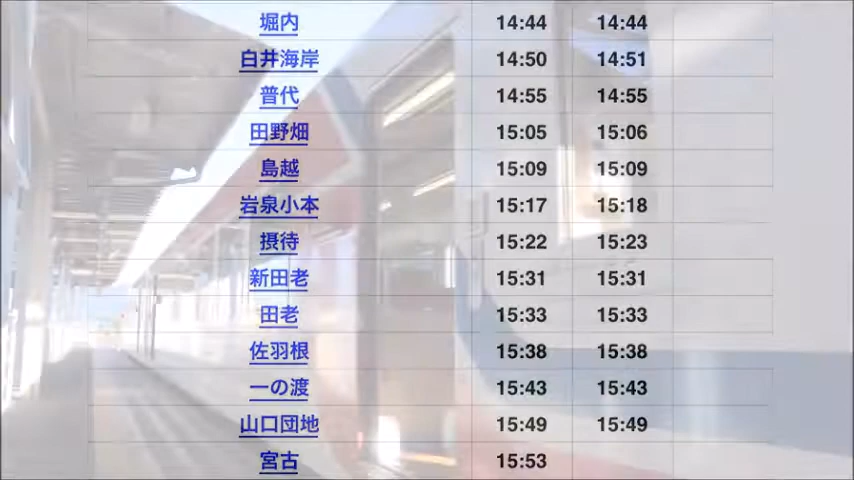 堀内 14:44 14:44
白井海岸 14:50 14:51
普代 14:55 14:55
田野畑 15:05 15:06
島越 15:09 15:09
岩泉小本 15:17 15:18
摂待 15:22 15:23
新田老 15:31 15:31
田老 15:33 15:33
佐羽根 15:38 15:38
一の渡 15:43 15:43
山口団地 15:49 15:49
宮古 15:53